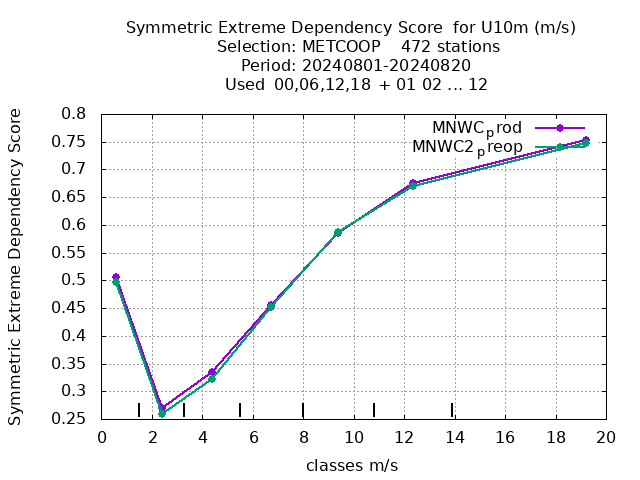 Symmetric Extreme Dependency Score  for U10m (m/s)
Selection: METCOOP    472 stations
Period: 20240801-20240820
Used  00,06,12,18 + 01 02 ... 12
Symmetric Extreme Dependency Score
0.8
0.75
0.7
0.65
0.6
0.55
0.5
0.45
0.4
0.35
0.3
0.25
MNWCprod
MNWC2preop
0 2 4 6 8 10 12 14 16 18 20
classes m/s